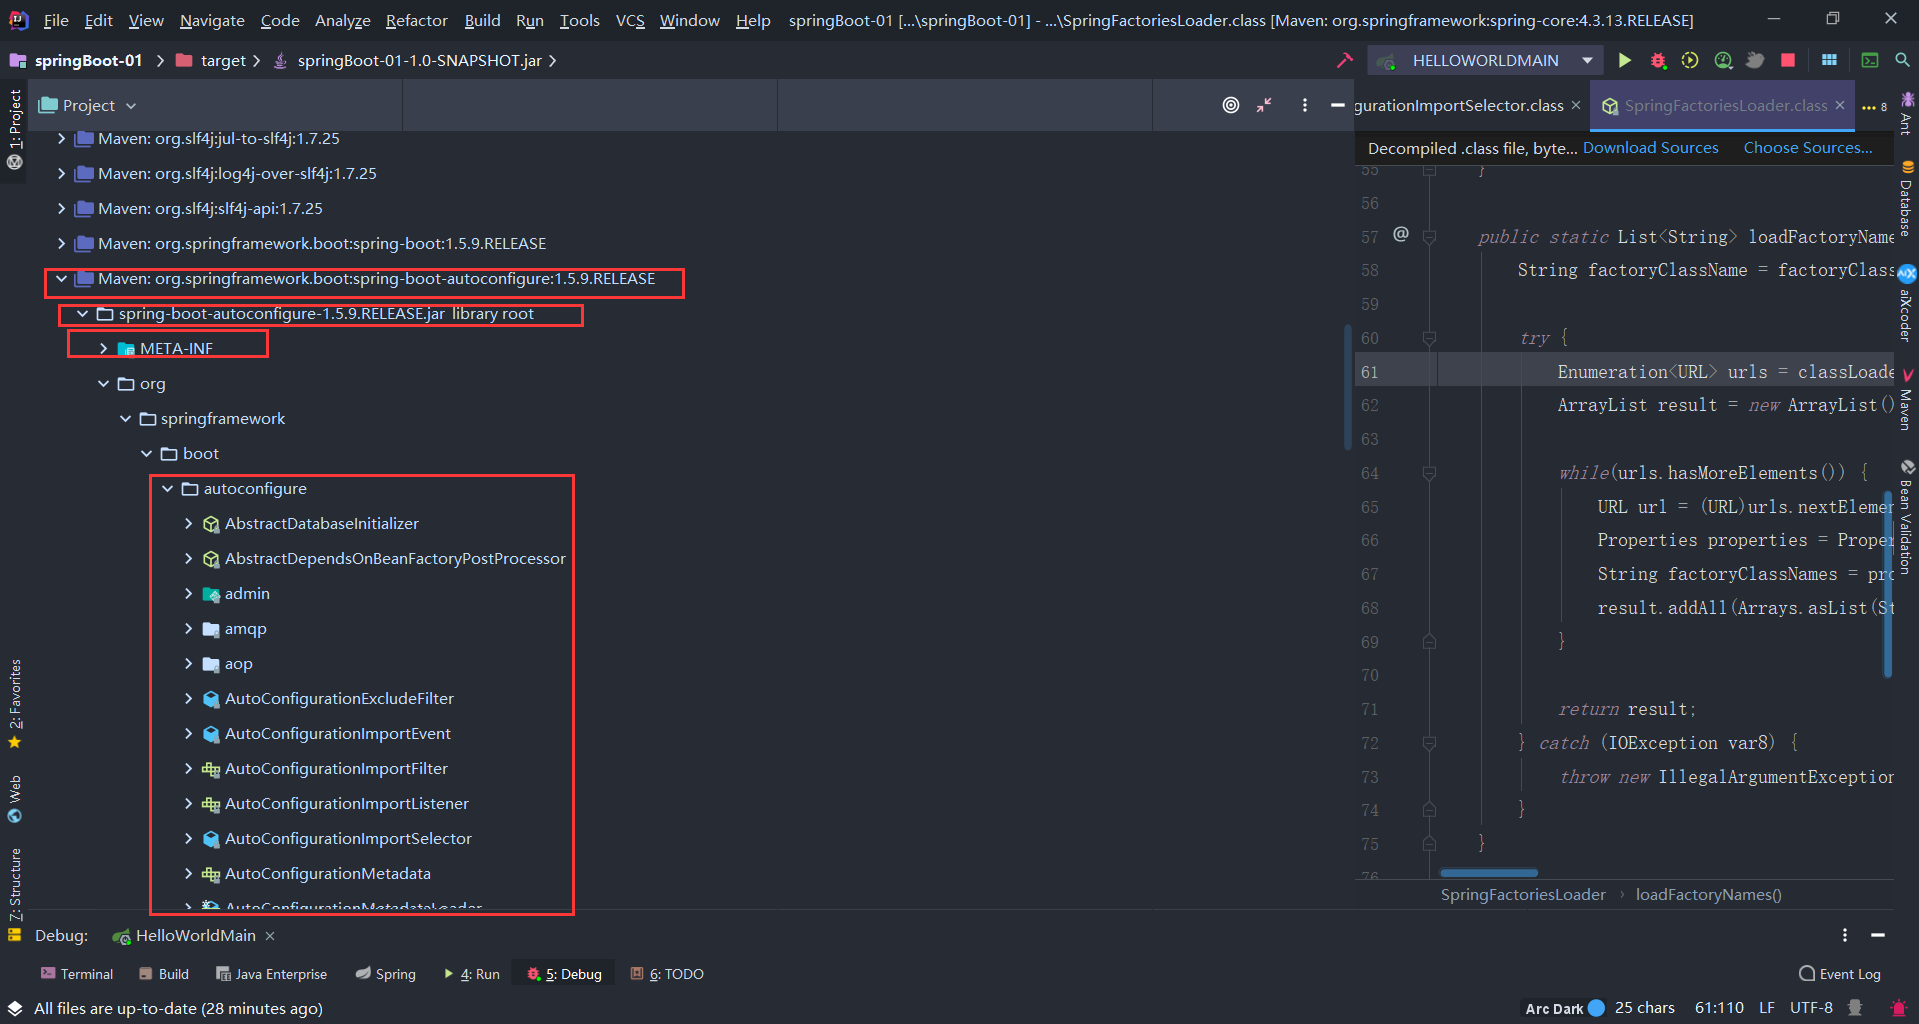 File Edit View Navigate Code Analyze Refactor Build Run Tools VCS Window Help springBoot-01 [...\springBoot-01] - ...\SpringFactoriesLoader.class [Maven: org.springframework:spring-core:4.3.13.RELEASE]
springBoot-01 target springBoot-01-1.0-SNAPSHOT.jar
HELLOWORLDMAIN
Project
gurationImportSelector.class
SpringFactoriesLoader.class
8
1: Project
2: Favorites
Web
7: Structure
Maven: org.slf4j:jul-to-slf4j:1.7.25
Maven: org.slf4j:log4j-over-slf4j:1.7.25
Maven: org.slf4j:slf4j-api:1.7.25
Maven: org.springframework.boot:spring-boot:1.5.9.RELEASE
Maven: org.springframework.boot:spring-boot-autoconfigure:1.5.9.RELEASE
spring-boot-autoconfigure-1.5.9.RELEASE.jar library root
META-INF
org
springframework
boot
autoconfigure
AbstractDatabaseInitializer
AbstractDependsOnBeanFactoryPostProcessor
admin
amqp
aop
AutoConfigurationExcludeFilter
AutoConfigurationImportEvent
AutoConfigurationImportFilter
AutoConfigurationImportListener
AutoConfigurationImportSelector
AutoConfigurationMetadata
AutoConfigurationMetadataLoader
Decompiled .class file, byte... Download Sources Choose Sources...
55 }
56
57 @ public static List<String> loadFactoryName
58 String factoryClassName = factoryClas
59
60 try {
61 Enumeration<URL> urls = classLoade
62 ArrayList result = new ArrayList()
63
64 while(urls.hasMoreElements()) {
65 URL url = (URL)urls.nextElemen
66 Properties properties = Proper
67 String factoryClassNames = pro
68 result.addAll(Arrays.asList(St
69 }
70
71 return result;
72 } catch (IOException var8) {
73 throw new IllegalArgumentException
74 }
75 }
76
SpringFactoriesLoader › loadFactoryNames()
Ant
Database
aiXcoder
Maven
Bean Validation
Debug: HelloWorldMain
Terminal Build Java Enterprise Spring 4: Run 5: Debug 6: TODO Event Log
All files are up-to-date (28 minutes ago) Arc Dark 25 chars 61:110 LF UTF-8